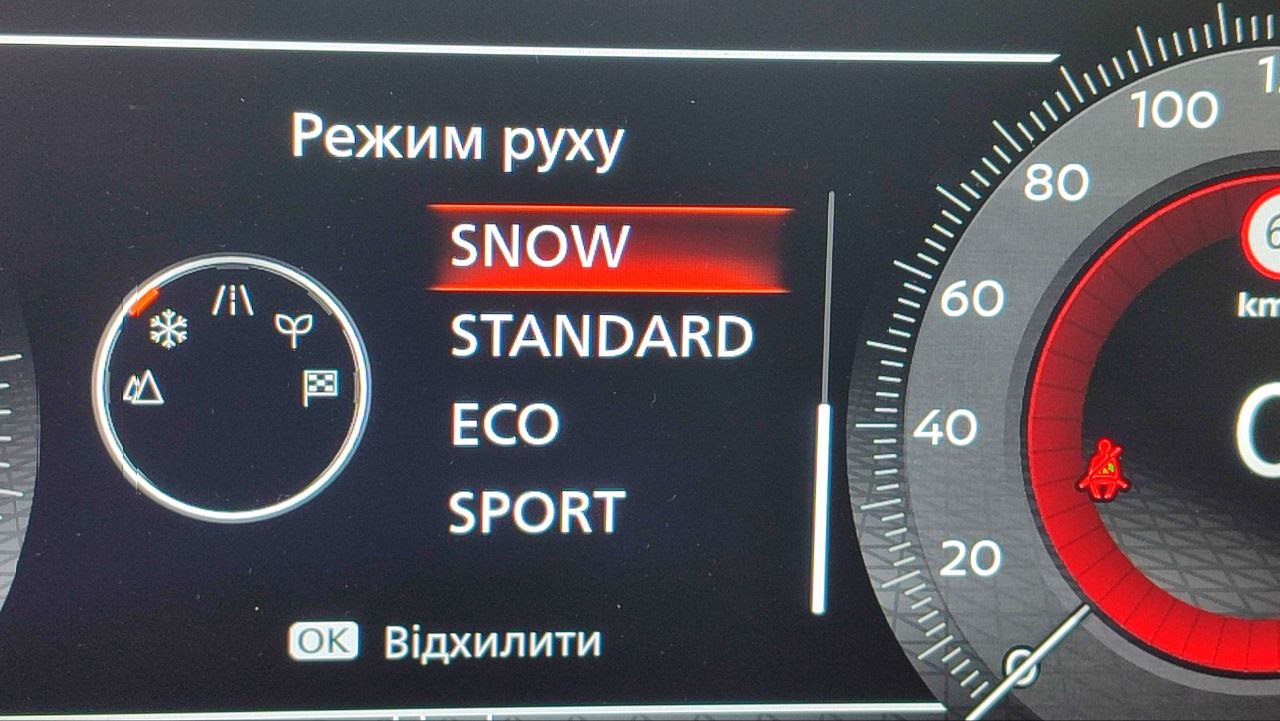 Режим руху
SNOW
STANDARD
ECO
SPORT
OK Відхилити
100
80
60
40
20
0